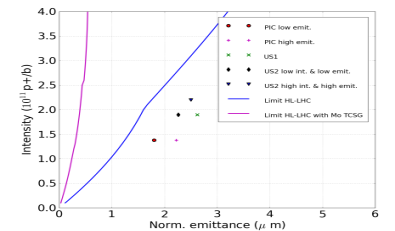 4.0
3.5
3.0
2.5
2.0
1.5
1.0
0.5
0.0
Intensity (10¹¹p+/b)
PIC low emit.
PIC high emit.
US1
US2 low int. & low emit.
US2 high int. & high emit.
Limit HL-LHC
Limit HL-LHC with Mo TCSG
0 1 2 3 4 5 6
Norm. emittance (μ m)